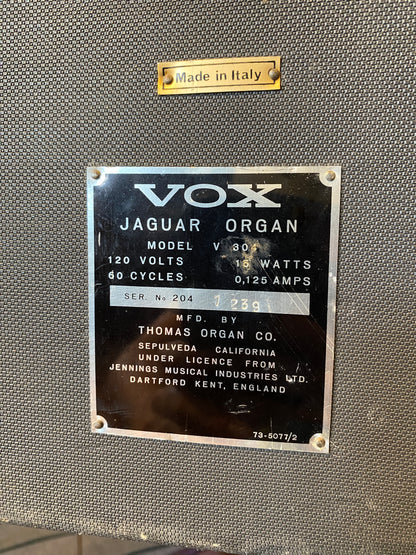 Made in Italy
VOX
JAGUAR ORGAN
MODEL V 304
120 VOLTS 15 WATTS
60 CYCLES 0,125 AMPS
SER. No 204 1239
MFD. BY
THOMAS ORGAN CO.
SEPULVEDA CALIFORNIA
UNDER LICENCE FROM
JENNINGS MUSICAL INDUSTRIES LTD.
DARTFORD KENT, ENGLAND
73-5077/2